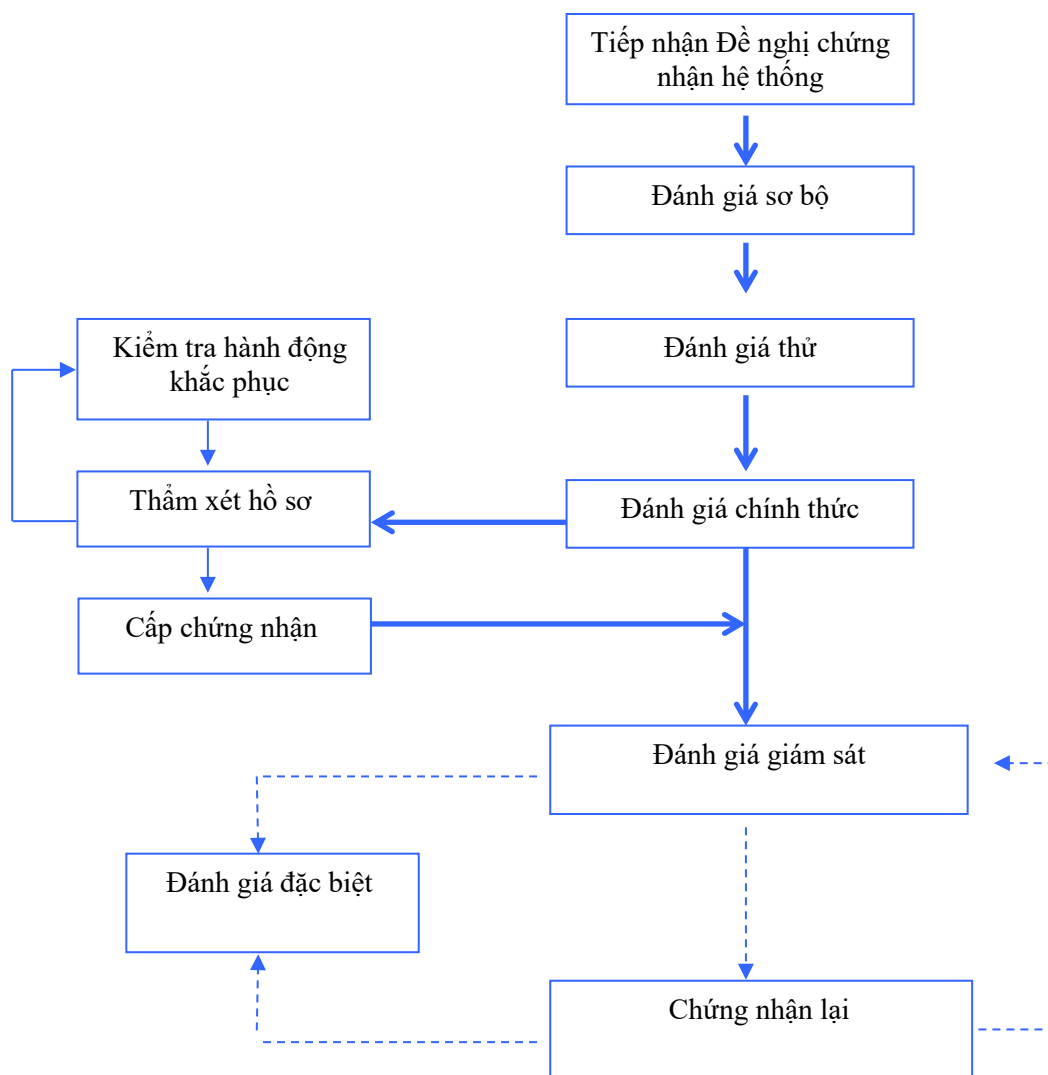 Tiếp nhận Đề nghị chứng
nhận hệ thống
Đánh giá sơ bộ
Đánh giá thử
Kiểm tra hành động
khắc phục
Thẩm xét hồ sơ
Đánh giá chính thức
Cấp chứng nhận
Đánh giá giám sát
Đánh giá đặc biệt
Chứng nhận lại